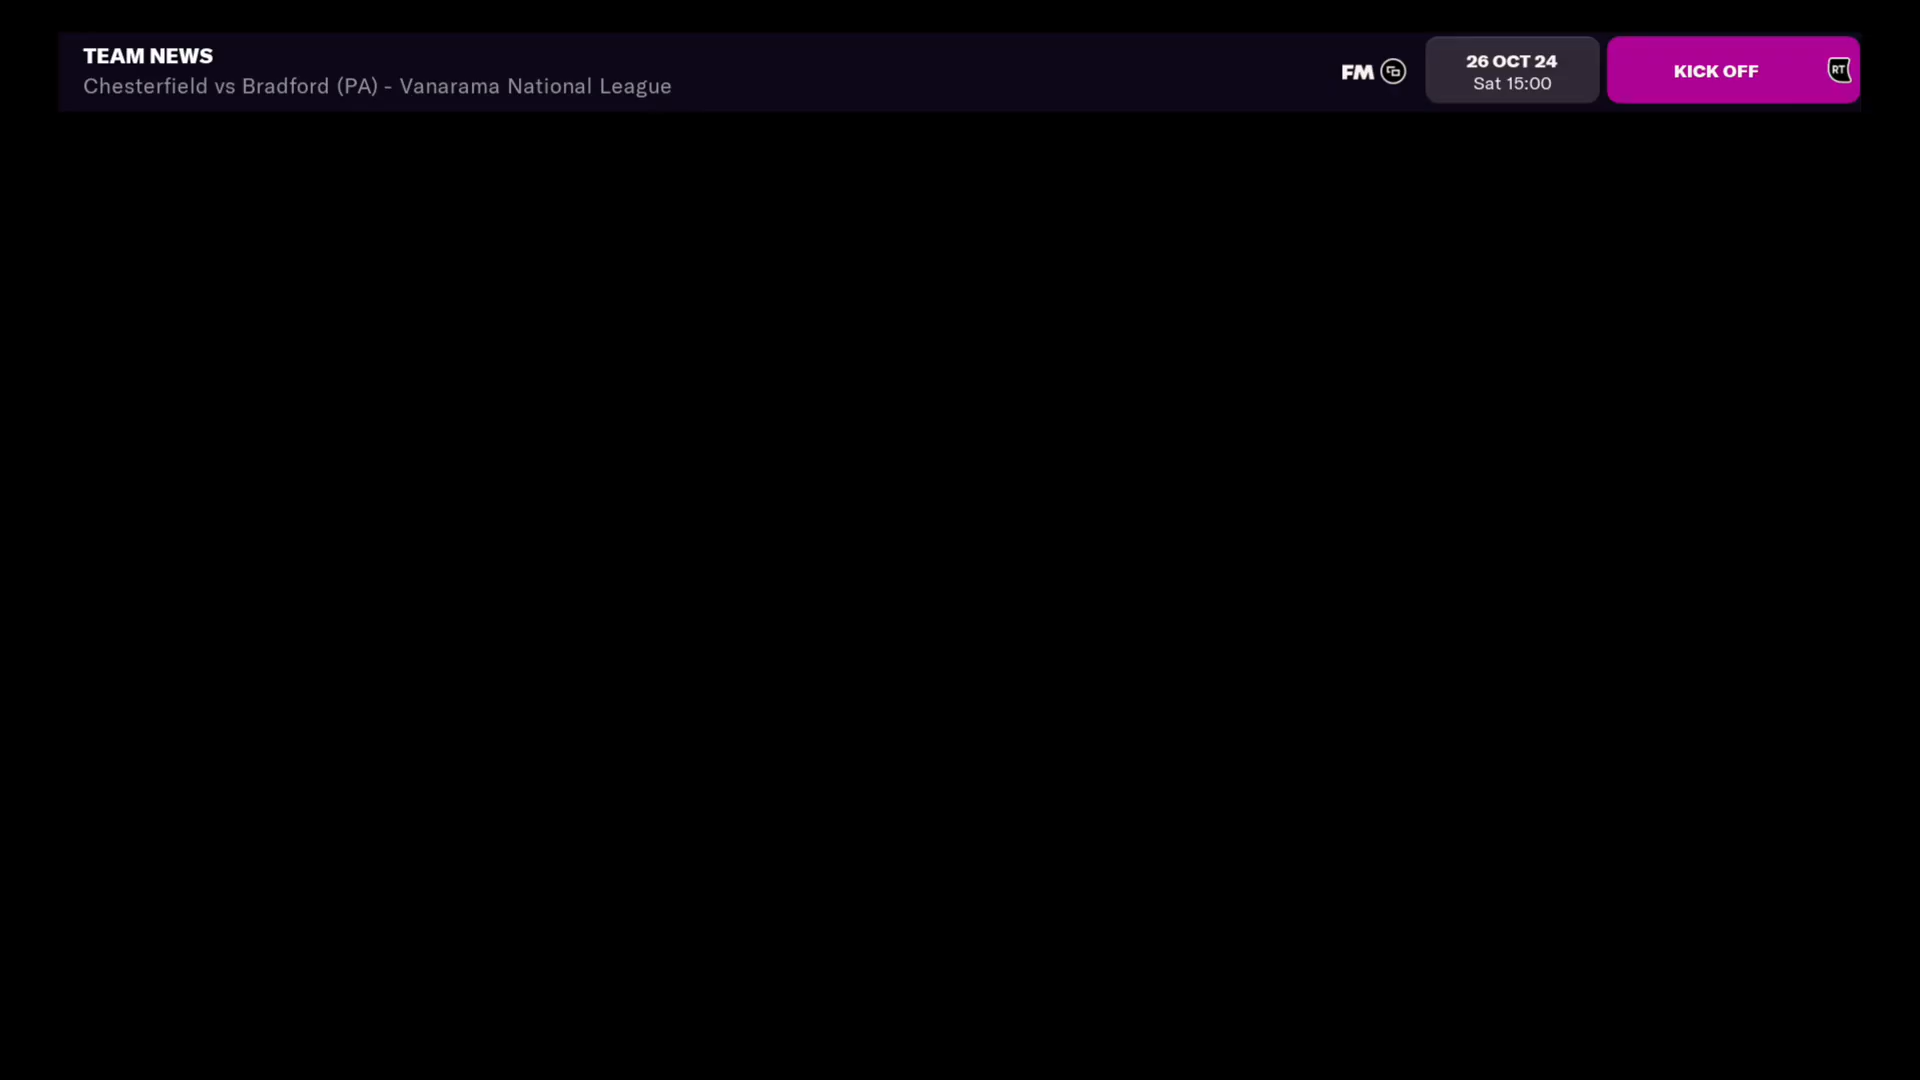 TEAM NEWS
Chesterfield vs Bradford (PA) - Vanarama National League
FM
26 OCT 24
Sat 15:00
KICK OFF
RT